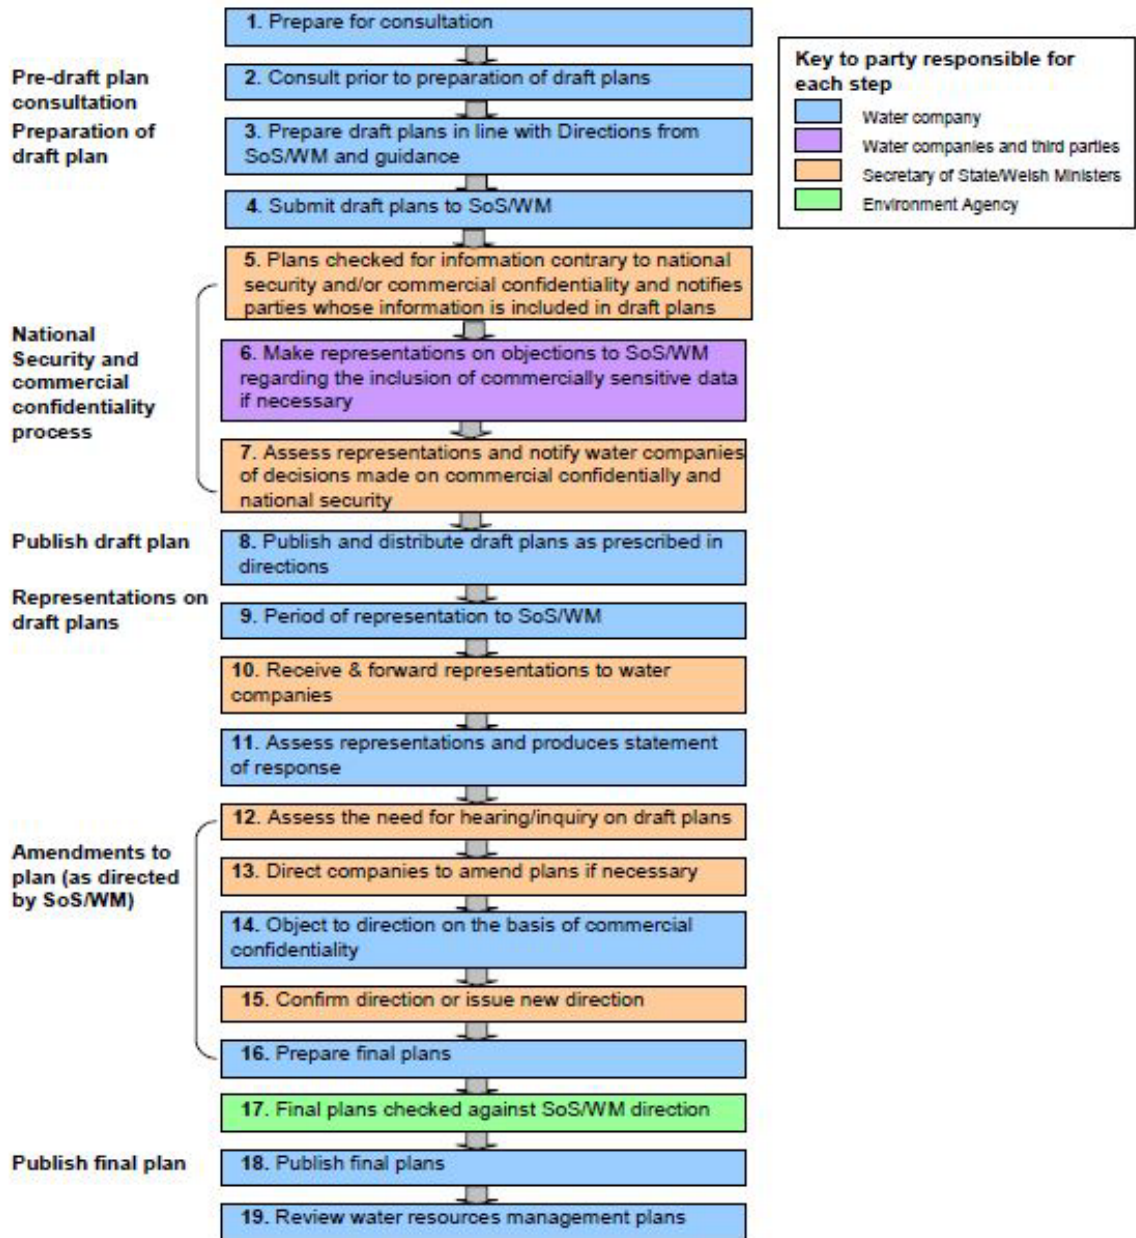 1. Prepare for consultation
Pre-draft plan
consultation
2. Consult prior to preparation of draft plans
Preparation of
draft plan
3. Prepare draft plans in line with Directions from
SoS/WM and guidance
4. Submit draft plans to SoS/WM
Key to party responsible for
each step
Water company
Water companies and third parties
Secretary of State/Welsh Ministers
Environment Agency
National
Security and
commercial
confidentiality
process
5. Plans checked for information contrary to national
security and/or commercial confidentiality and notifies
parties whose information is included in draft plans
6. Make representations on objections to SoS/WM
regarding the inclusion of commercially sensitive data
if necessary
7. Assess representations and notify water companies
of decisions made on commercial confidentially and
national security
Publish draft plan
8. Publish and distribute draft plans as prescribed in
directions
Representations on
draft plans
9. Period of representation to SoS/WM
10. Receive & forward representations to water
companies
11. Assess representations and produces statement
of response
Amendments to
plan (as directed
by SoS/WM)
12. Assess the need for hearing/inquiry on draft plans
13. Direct companies to amend plans if necessary
14. Object to direction on the basis of commercial
confidentiality
15. Confirm direction or issue new direction
16. Prepare final plans
17. Final plans checked against SoS/WM direction
Publish final plan
18. Publish final plans
19. Review water resources management plans